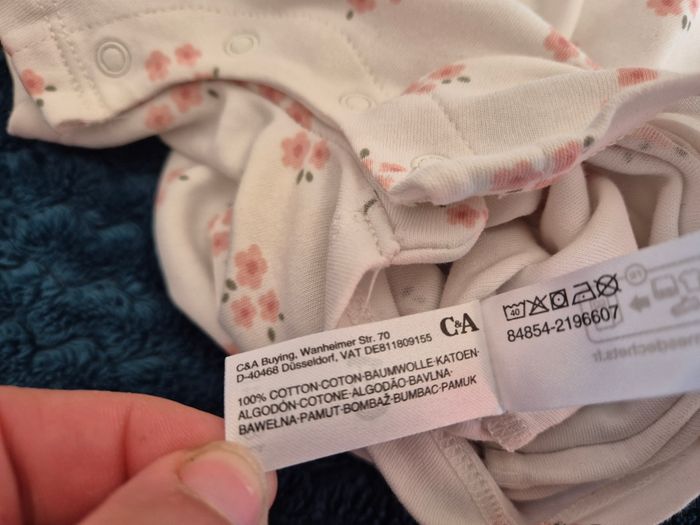 C&A
C&A Buying, Wanheimer Str. 70
D-40468 Düsseldorf, VAT DE811809155
100% COTTON·COTON·BAUMWOLLE·KATOEN·
ALGODÓN·COTONE·ALGODÃO·BAVLNA·
BAWEŁNA·PAMUT·BOMBAŽ·BUMBAC·PAMUK
40
84854-2196607